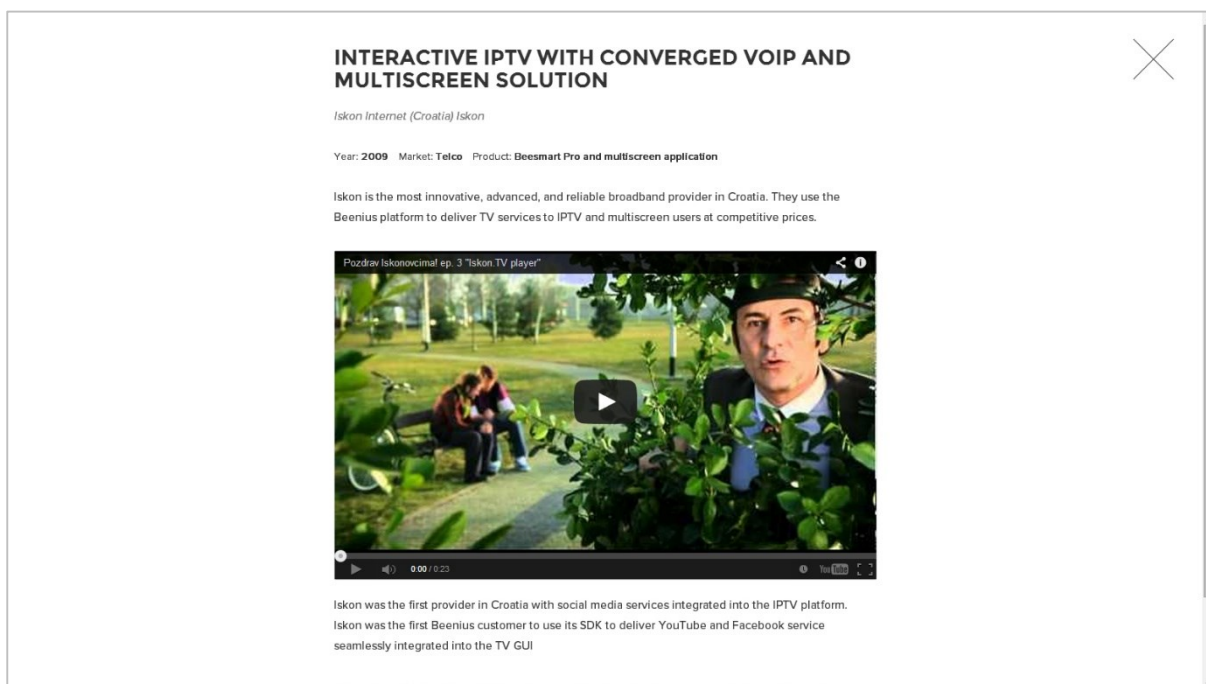 INTERACTIVE IPTV WITH CONVERGED VOIP AND
MULTISCREEN SOLUTION
Iskon Internet (Croatia) Iskon
Year: 2009 Market: Telco Product: Beesmart Pro and multiscreen application
Iskon is the most innovative, advanced, and reliable broadband provider in Croatia. They use the
Beenius platform to deliver TV services to IPTV and multiscreen users at competitive prices.
Pozdrav Iskonovcima! ep. 3 "Iskon.TV player"
0:00 / 0:23
YouTube
Iskon was the first provider in Croatia with social media services integrated into the IPTV platform.
Iskon was the first Beenius customer to use its SDK to deliver YouTube and Facebook service
seamlessly integrated into the TV GUI